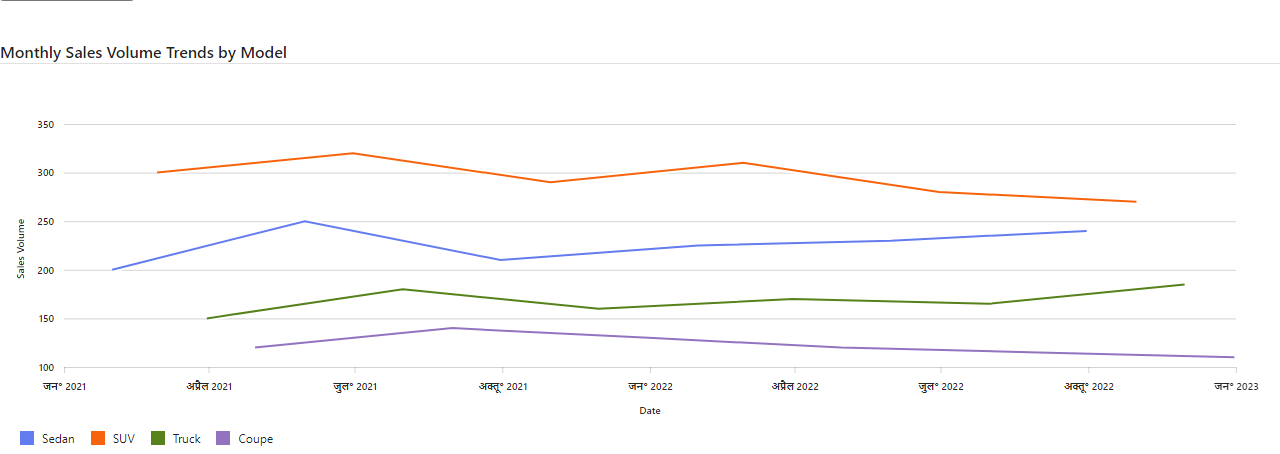 Monthly Sales Volume Trends by Model
350
300
250
200
150
100
Sales Volume
जन॰ 2021 अप्रैल 2021 जुल॰ 2021 अक्तू॰ 2021 जन॰ 2022 अप्रैल 2022 जुल॰ 2022 अक्तू॰ 2022 जन॰ 2023
Date
Sedan SUV Truck Coupe